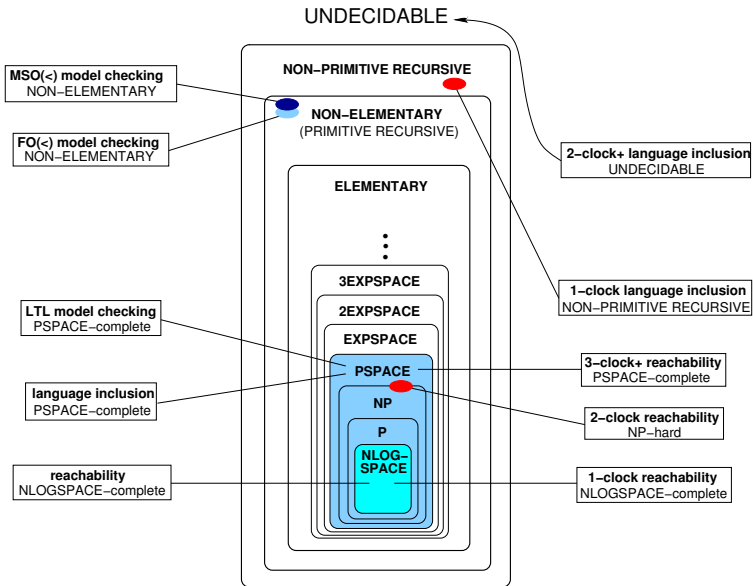 UNDECIDABLE
NON−PRIMITIVE RECURSIVE
MSO(<) model checking
NON−ELEMENTARY
FO(<) model checking
NON−ELEMENTARY
NON−ELEMENTARY
(PRIMITIVE RECURSIVE)
2−clock+ language inclusion
UNDECIDABLE
ELEMENTARY
3EXPSPACE
1−clock language inclusion
NON−PRIMITIVE RECURSIVE
LTL model checking
PSPACE−complete
2EXPSPACE
EXPSPACE
PSPACE
3−clock+ reachability
PSPACE−complete
language inclusion
PSPACE−complete
NP
2−clock reachability
NP−hard
P
NLOG−
SPACE
reachability
NLOGSPACE−complete
1−clock reachability
NLOGSPACE−complete